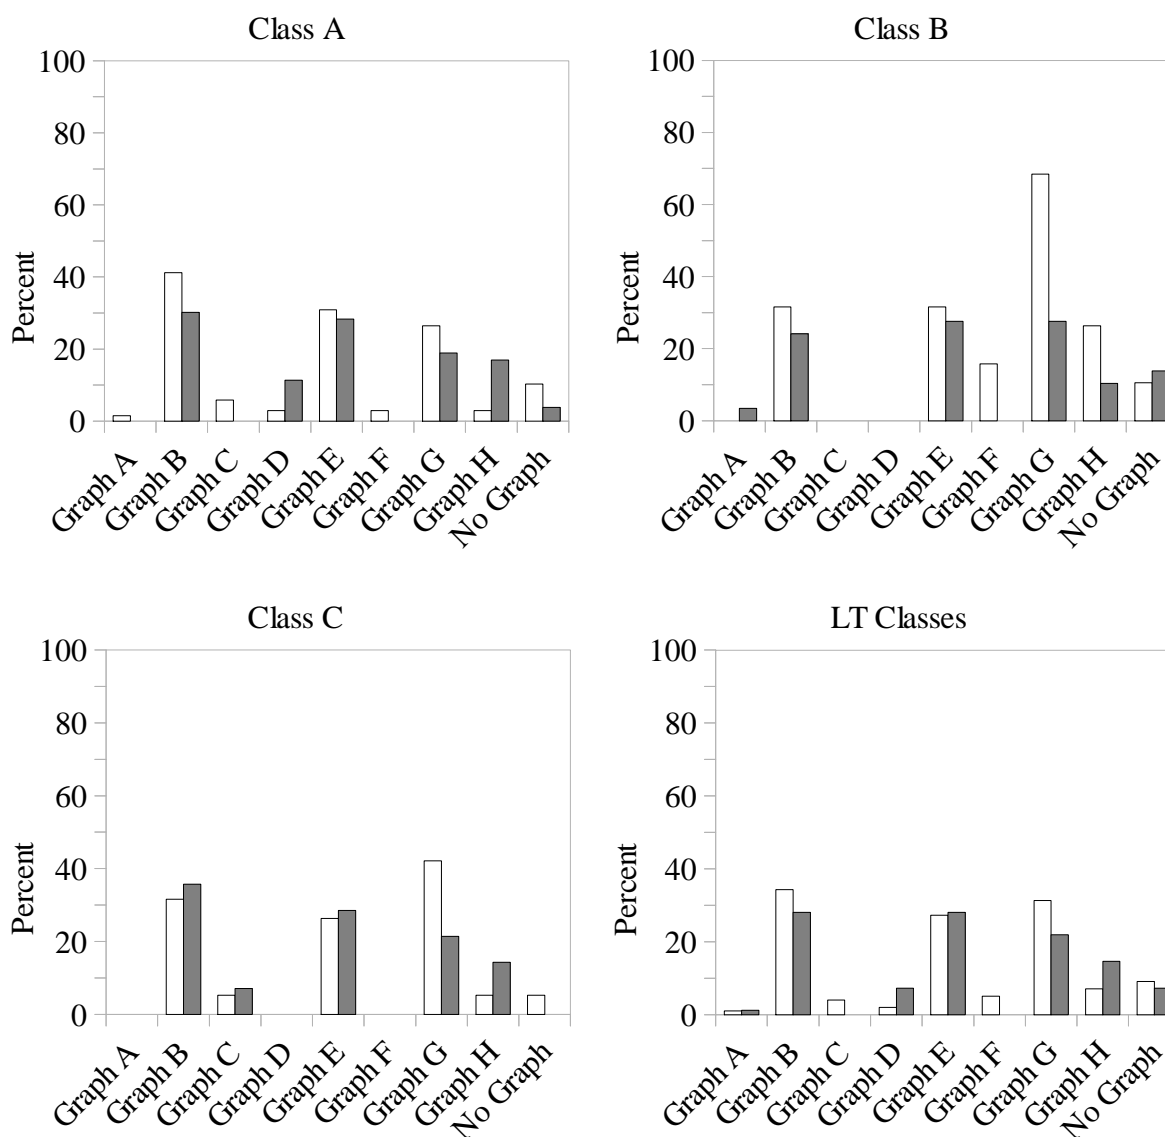 Class A
Percent
100
80
60
40
20
0
Graph A
Graph B
Graph C
Graph D
Graph E
Graph F
Graph G
Graph H
No Graph
Class B
Percent
100
80
60
40
20
0
Graph A
Graph B
Graph C
Graph D
Graph E
Graph F
Graph G
Graph H
No Graph
Class C
Percent
100
80
60
40
20
0
Graph A
Graph B
Graph C
Graph D
Graph E
Graph F
Graph G
Graph H
No Graph
LT Classes
Percent
100
80
60
40
20
0
Graph A
Graph B
Graph C
Graph D
Graph E
Graph F
Graph G
Graph H
No Graph